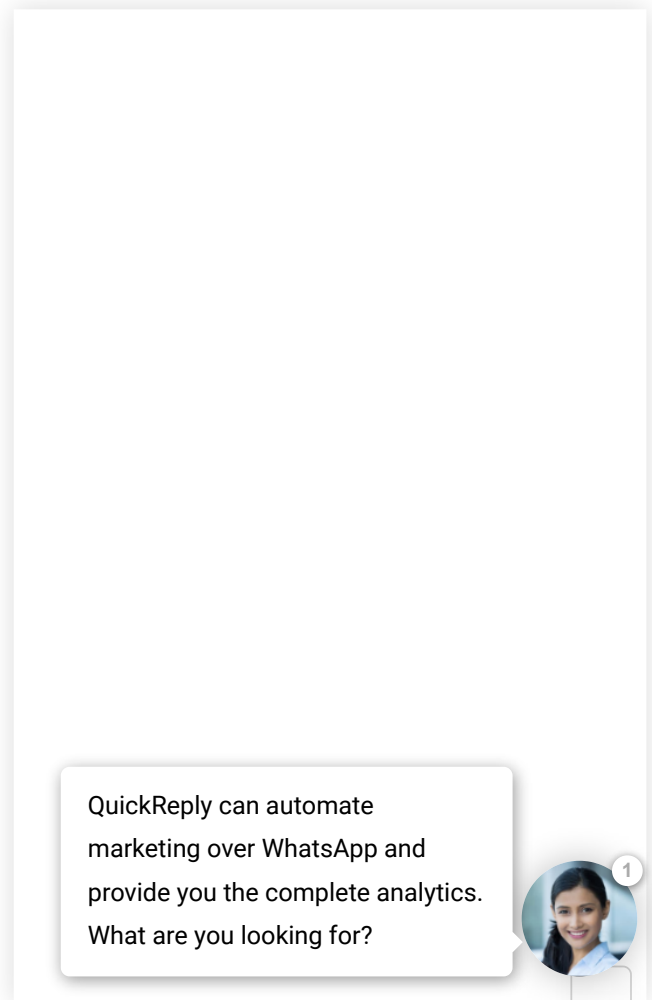 QuickReply can automate
marketing over WhatsApp and
provide you the complete analytics.
What are you looking for?
1